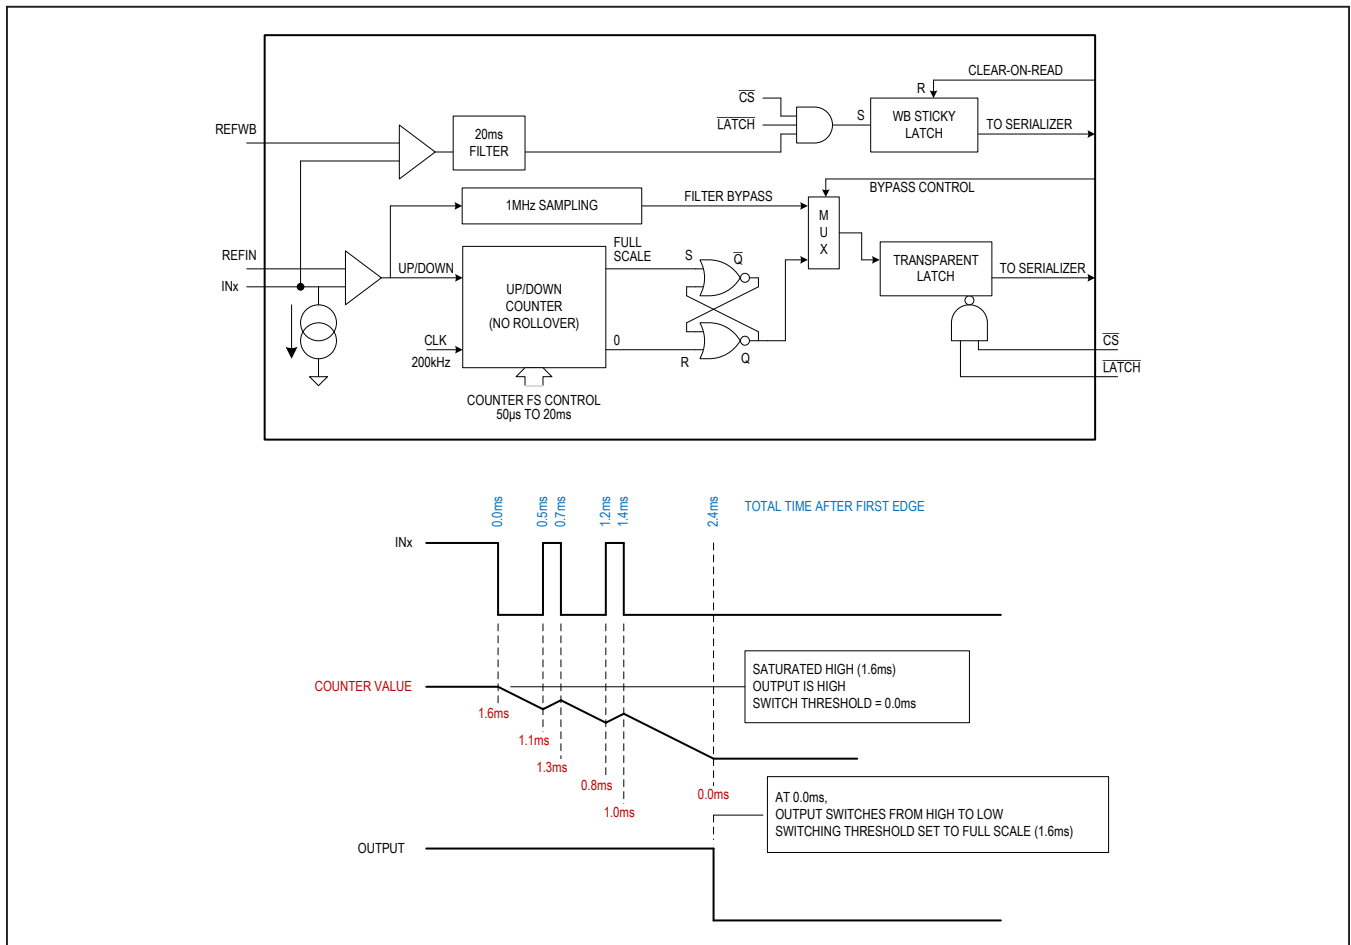 CLEAR-ON-READ
R
C̅S̅
REFWB
L̅A̅T̅C̅H̅
S
WB STICKY
LATCH
TO SERIALIZER
20ms
FILTER
BYPASS CONTROL
1MHz SAMPLING
FILTER BYPASS
M
U
X
REFIN
INx
UP/DOWN
UP/DOWN
COUNTER
(NO ROLLOVER)
FULL
SCALE
S
Q̅
TRANSPARENT
LATCH
TO SERIALIZER
CLK
200kHz
0
R
Q
C̅S̅
L̅A̅T̅C̅H̅
COUNTER FS CONTROL
50µs TO 20ms
0.0ms
0.5ms
0.7ms
1.2ms
1.4ms
2.4ms
TOTAL TIME AFTER FIRST EDGE
INx
SATURATED HIGH (1.6ms)
OUTPUT IS HIGH
SWITCH THRESHOLD = 0.0ms
COUNTER VALUE
1.6ms
1.1ms
1.3ms
0.8ms
1.0ms
0.0ms
AT 0.0ms,
OUTPUT SWITCHES FROM HIGH TO LOW
SWITCHING THRESHOLD SET TO FULL SCALE (1.6ms)
OUTPUT